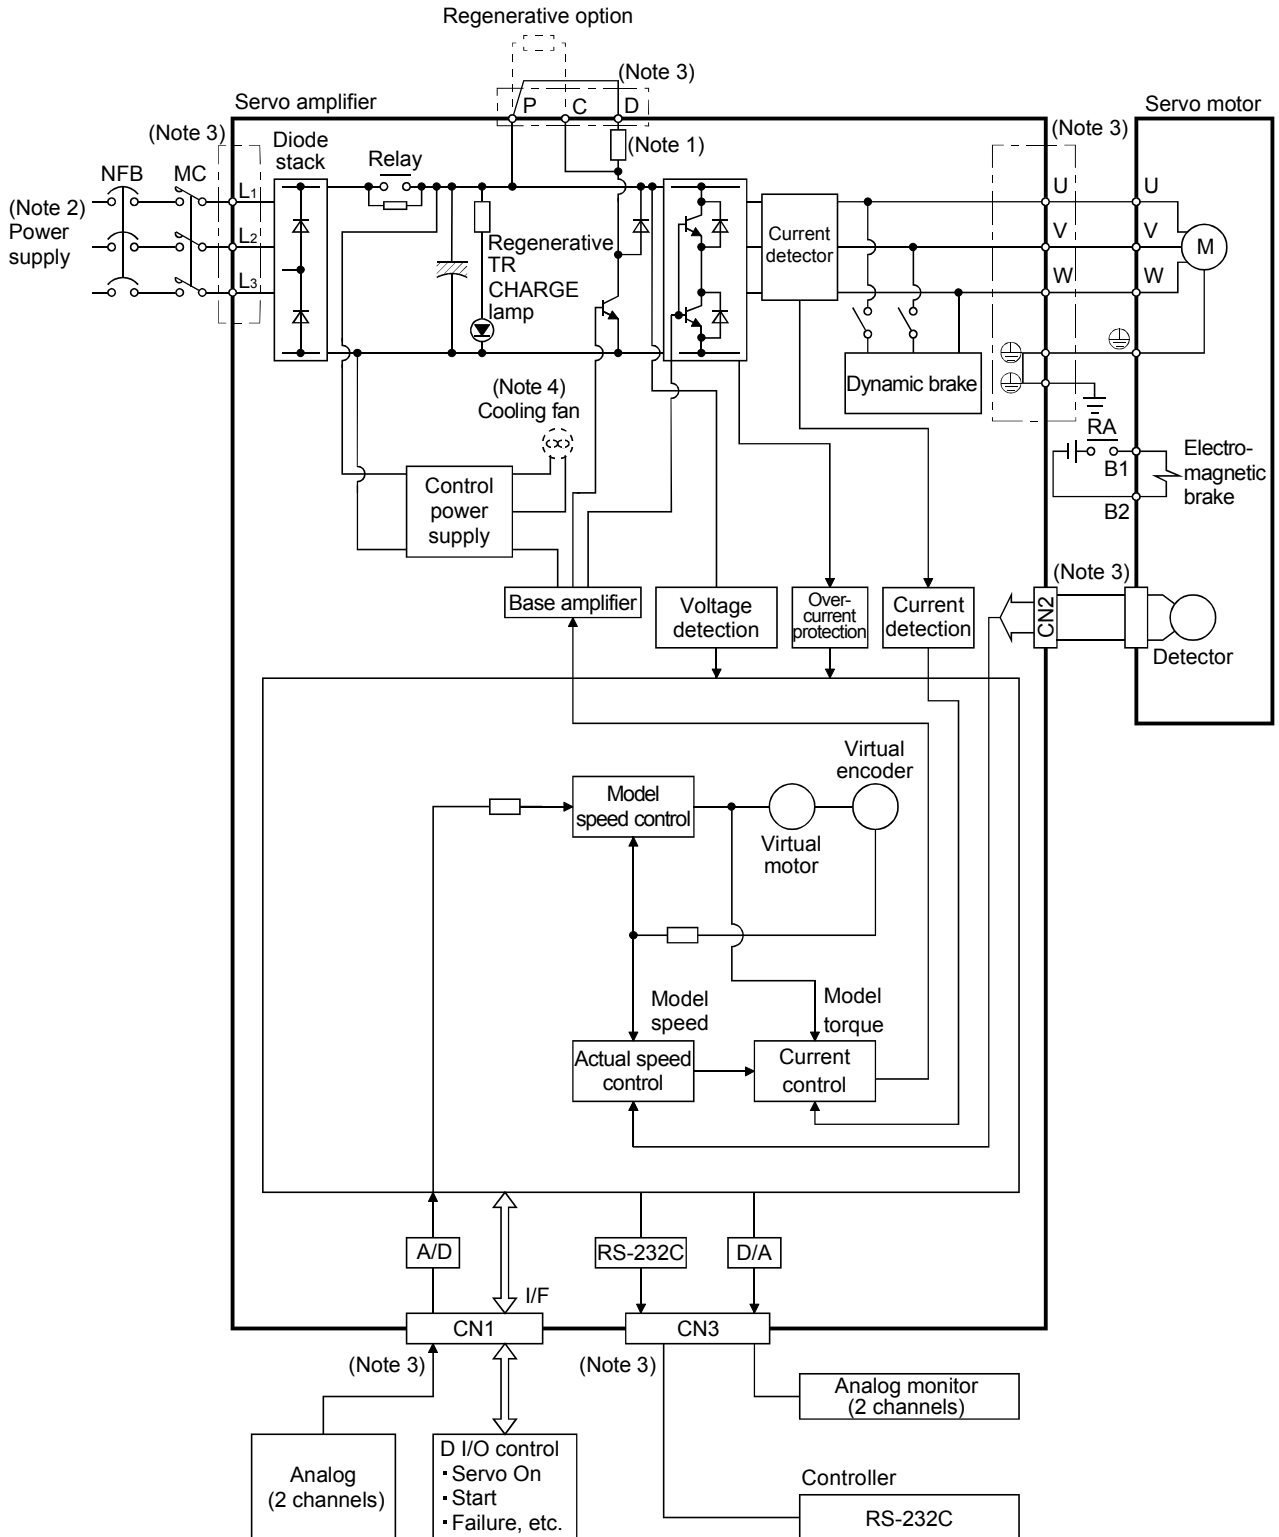 Regenerative option
(Note 3)
P
C
D
Servo amplifier
Servo motor
(Note 3)
(Note 3)
Diode
stack
(Note 1)
Relay
NFB
MC
L1
L2
L3
(Note 2)
Power
supply
Regenerative
TR
CHARGE
lamp
Current
detector
U
V
W
U
V
W
M
Dynamic brake
(Note 4)
Cooling fan
RA
B1
B2
Electro-
magnetic
brake
Control
power
supply
(Note 3)
Base amplifier
Voltage
detection
Over-
current
protection
Current
detection
CN2
Detector
Virtual
encoder
Model
speed control
Virtual
motor
Model
speed
Model
torque
Actual speed
control
Current
control
A/D
RS-232C
D/A
I/F
CN1
CN3
(Note 3)
(Note 3)
Analog monitor
(2 channels)
Analog
(2 channels)
D I/O control
· Servo On
· Start
· Failure, etc.
Controller
RS-232C